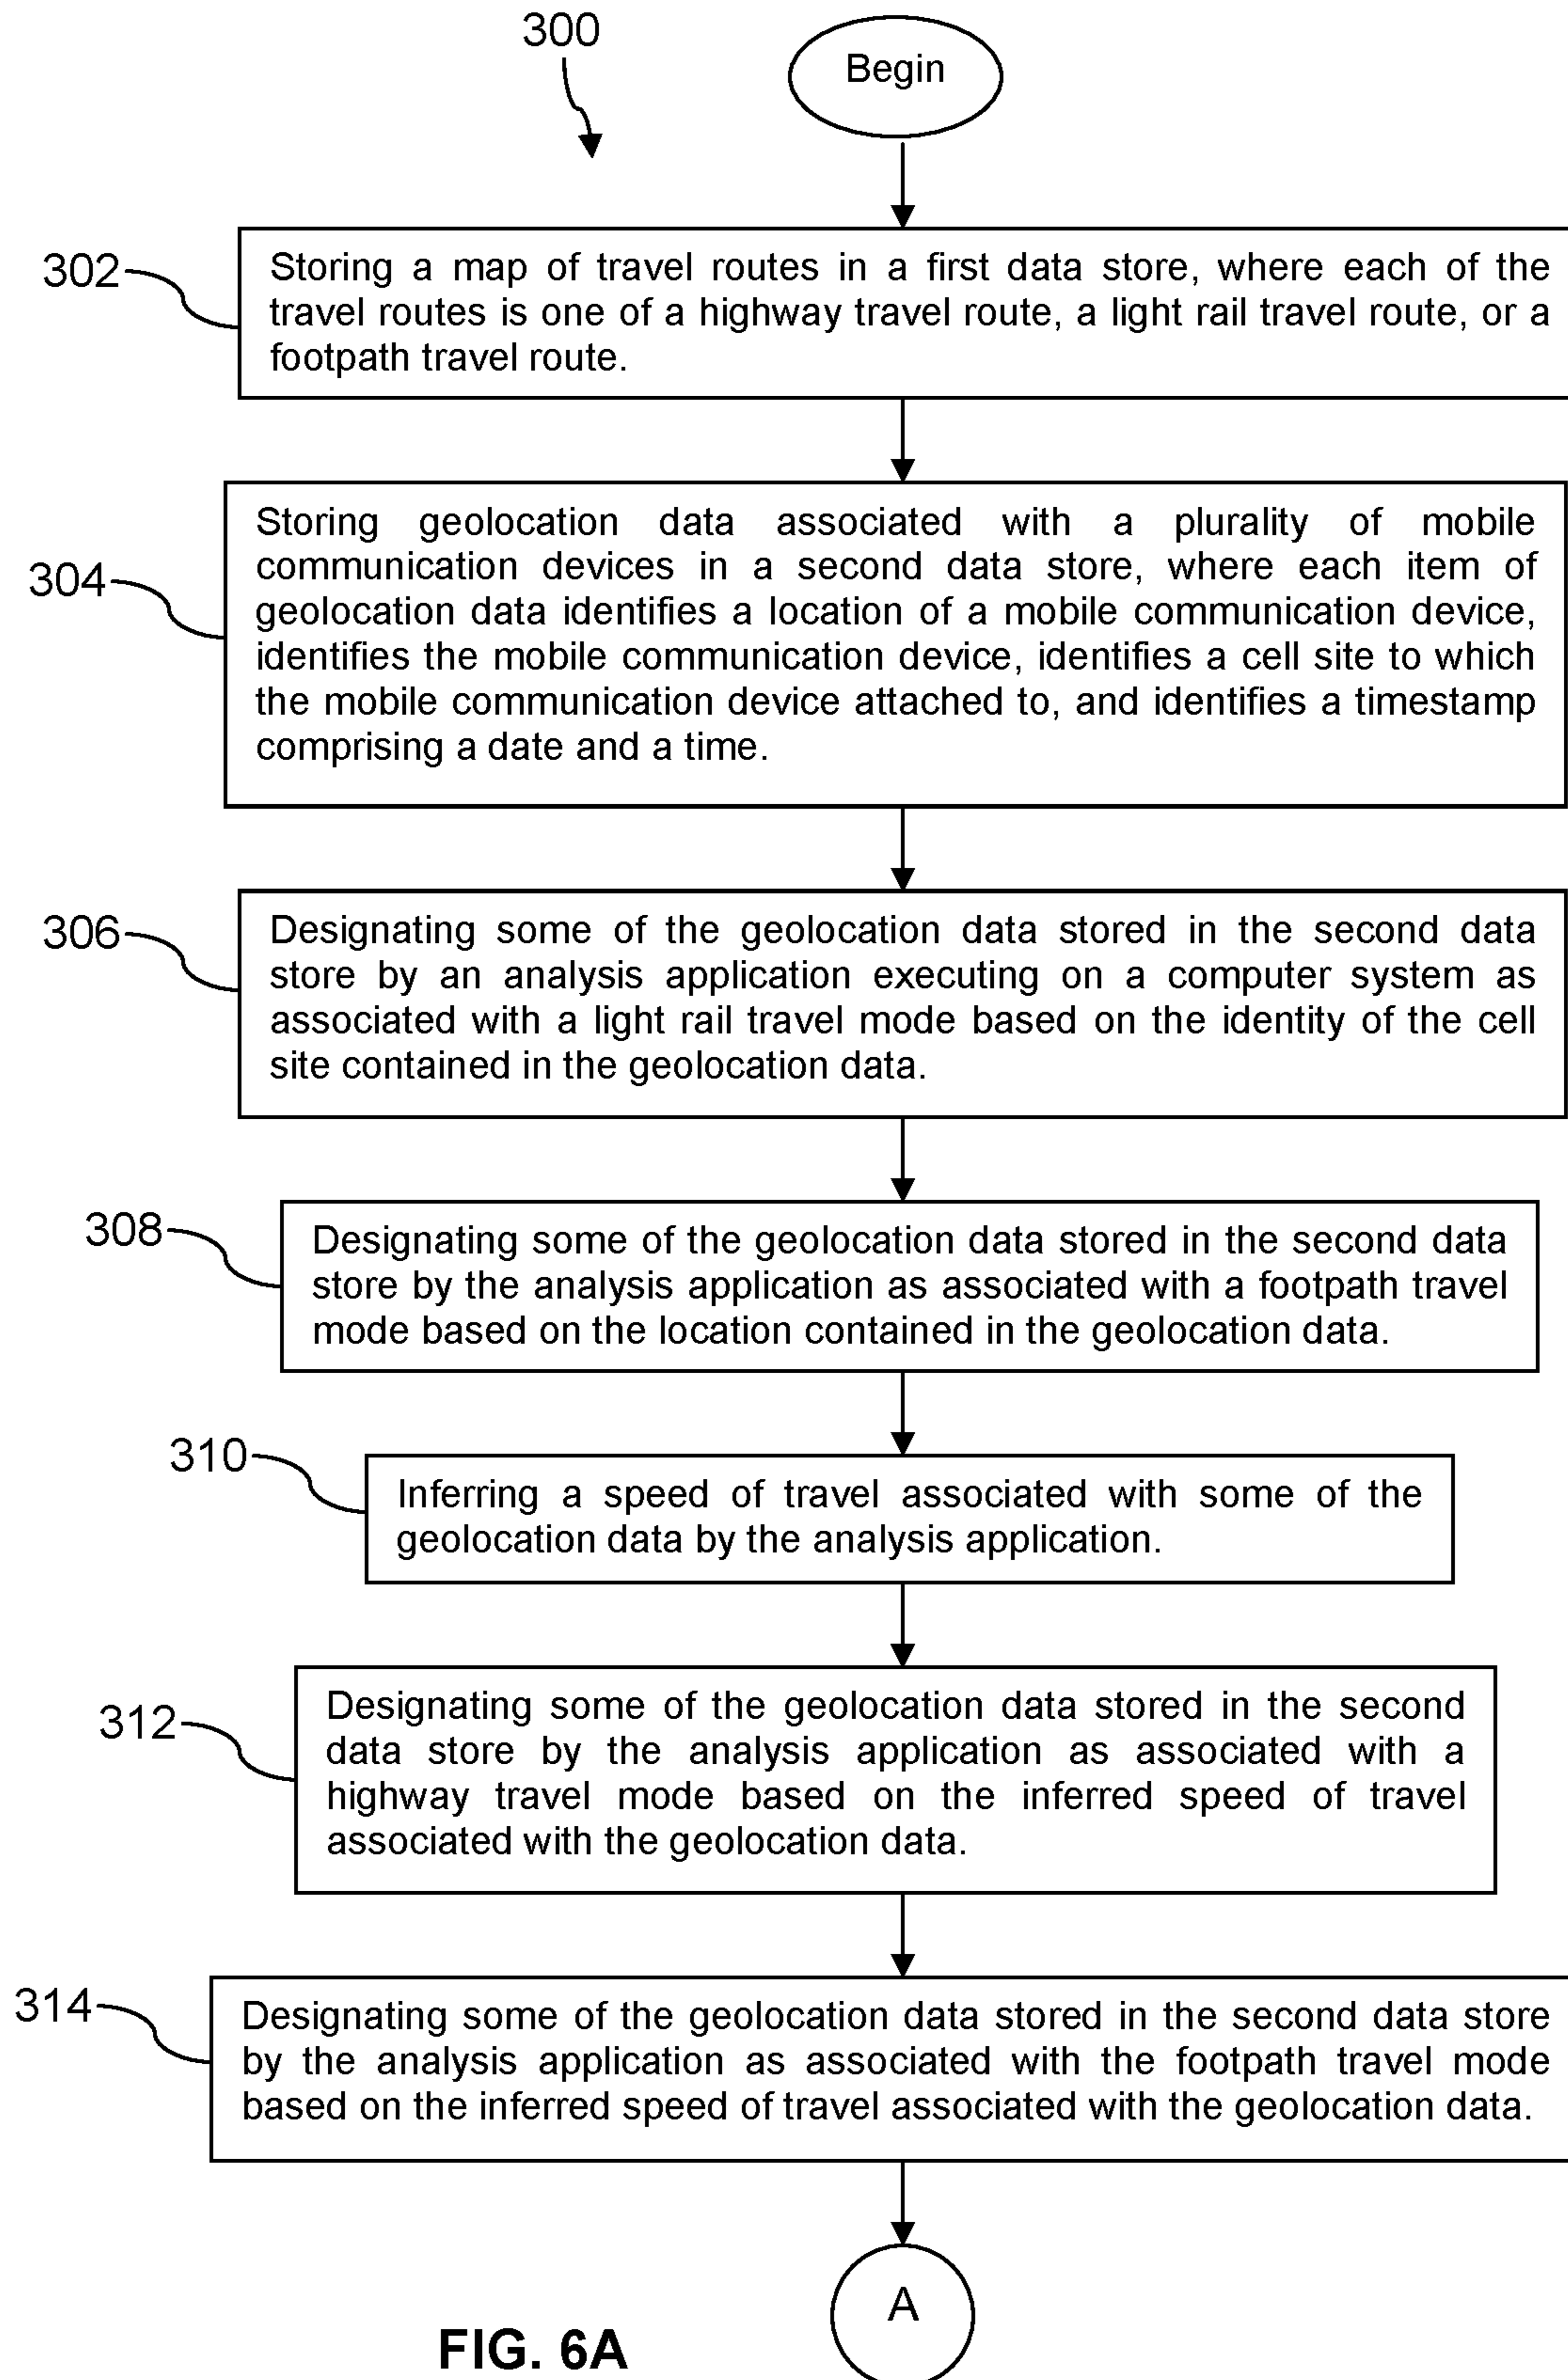 300
Begin
302
Storing a map of travel routes in a first data store, where each of the
travel routes is one of a highway travel route, a light rail travel route, or a
footpath travel route.
304
Storing geolocation data associated with a plurality of mobile
communication devices in a second data store, where each item of
geolocation data identifies a location of a mobile communication device,
identifies the mobile communication device, identifies a cell site to which
the mobile communication device attached to, and identifies a timestamp
comprising a date and a time.
306
Designating some of the geolocation data stored in the second data
store by an analysis application executing on a computer system as
associated with a light rail travel mode based on the identity of the cell
site contained in the geolocation data.
308
Designating some of the geolocation data stored in the second data
store by the analysis application as associated with a footpath travel
mode based on the location contained in the geolocation data.
310
Inferring a speed of travel associated with some of the
geolocation data by the analysis application.
312
Designating some of the geolocation data stored in the second
data store by the analysis application as associated with a
highway travel mode based on the inferred speed of travel
associated with the geolocation data.
314
Designating some of the geolocation data stored in the second data store
by the analysis application as associated with the footpath travel mode
based on the inferred speed of travel associated with the geolocation data.
A
FIG. 6A